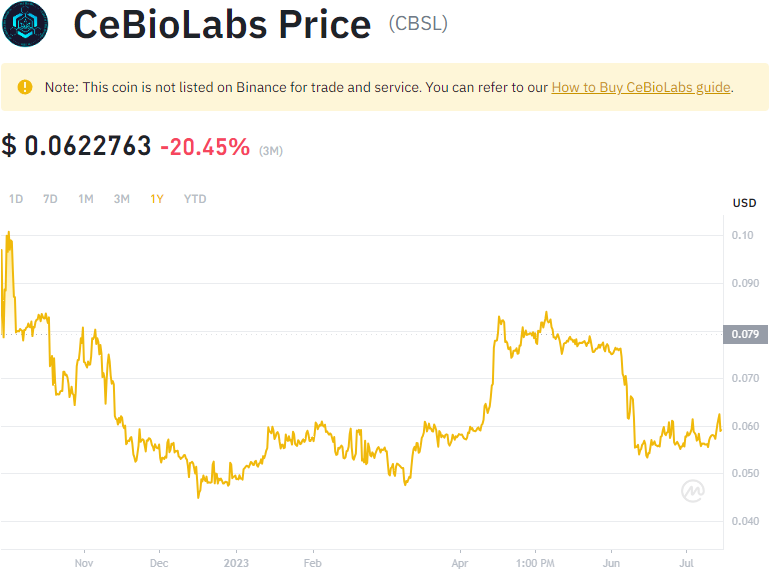 CeBioLabs Price (CBSL)
Note: This coin is not listed on Binance for trade and service. You can refer to our How to Buy CeBioLabs guide.
$ 0.0622763 -20.45% (3M)
1D 7D 1M 3M 1Y YTD
USD
0.10
0.090
0.079
0.070
0.060
0.050
0.040
Nov Dec 2023 Feb Apr 1:00 PM Jun Jul